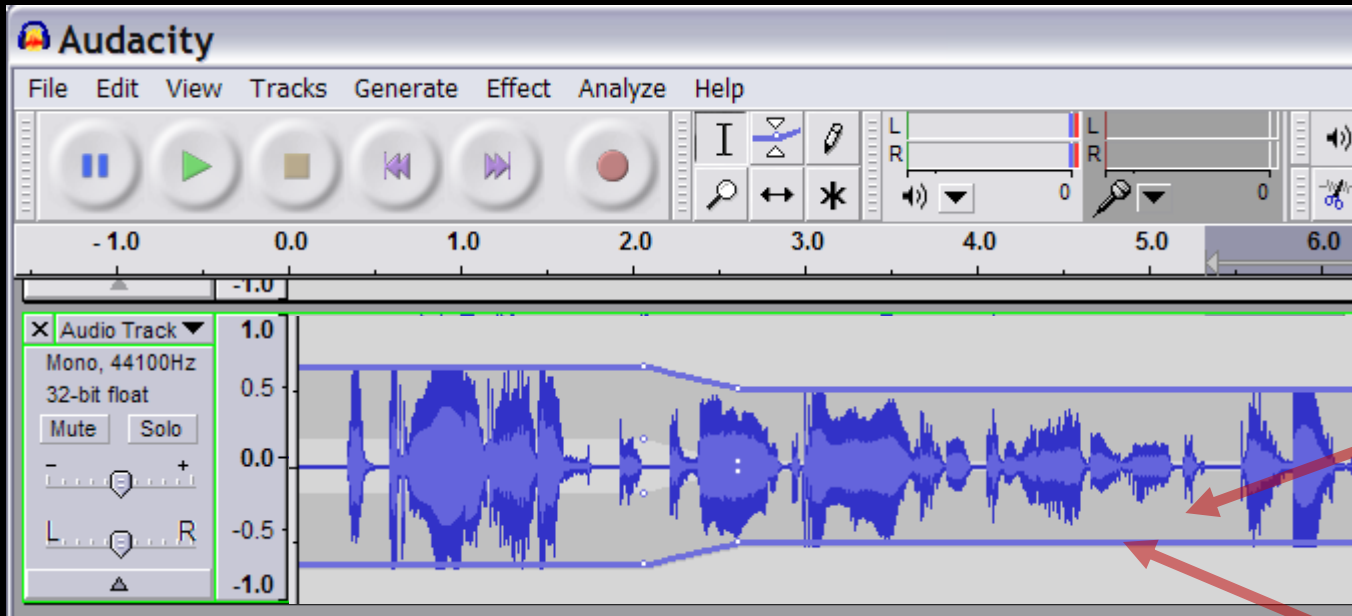 Audacity
File Edit View Tracks Generate Effect Analyze Help
L L
R R
0 0
- 1.0 0.0 1.0 2.0 3.0 4.0 5.0 6.0
-1.0
X Audio Track 1.0
Mono, 44100Hz
32-bit float 0.5
Mute Solo
- + 0.0
L R -0.5
-1.0